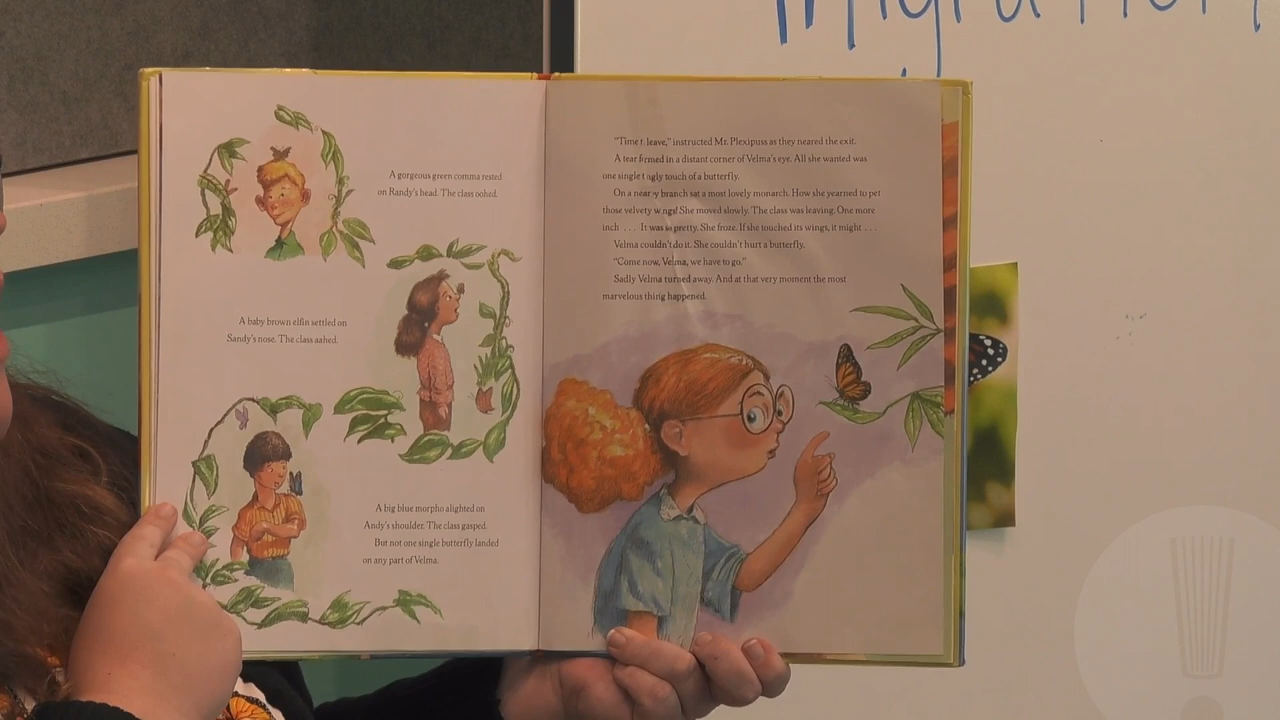 migration
A gorgeous green comma rested
on Randy's head. The class oohed.
A baby brown elfin settled on
Sandy's nose. The class aahed.
A big blue morpho alighted on
Andy's shoulder. The class gasped.
But not one single butterfly landed
on any part of Velma.
"Time t leave," instructed Mr. Plexipuss as they neared the exit.
A tear formed in a distant corner of Velma's eye. All she wanted was
one single t ngly touch of a butterfly.
On a nearby branch sat a most lovely monarch. How she yearned to pet
those velvety wings! She moved slowly. The class was leaving. One more
inch . . . It was so pretty. She froze. If she touched its wings, it might . . .
Velma couldn't do it. She couldn't hurt a butterfly.
"Come now, Velma, we have to go."
Sadly Velma turned away. And at that very moment the most
marvelous thing happened.